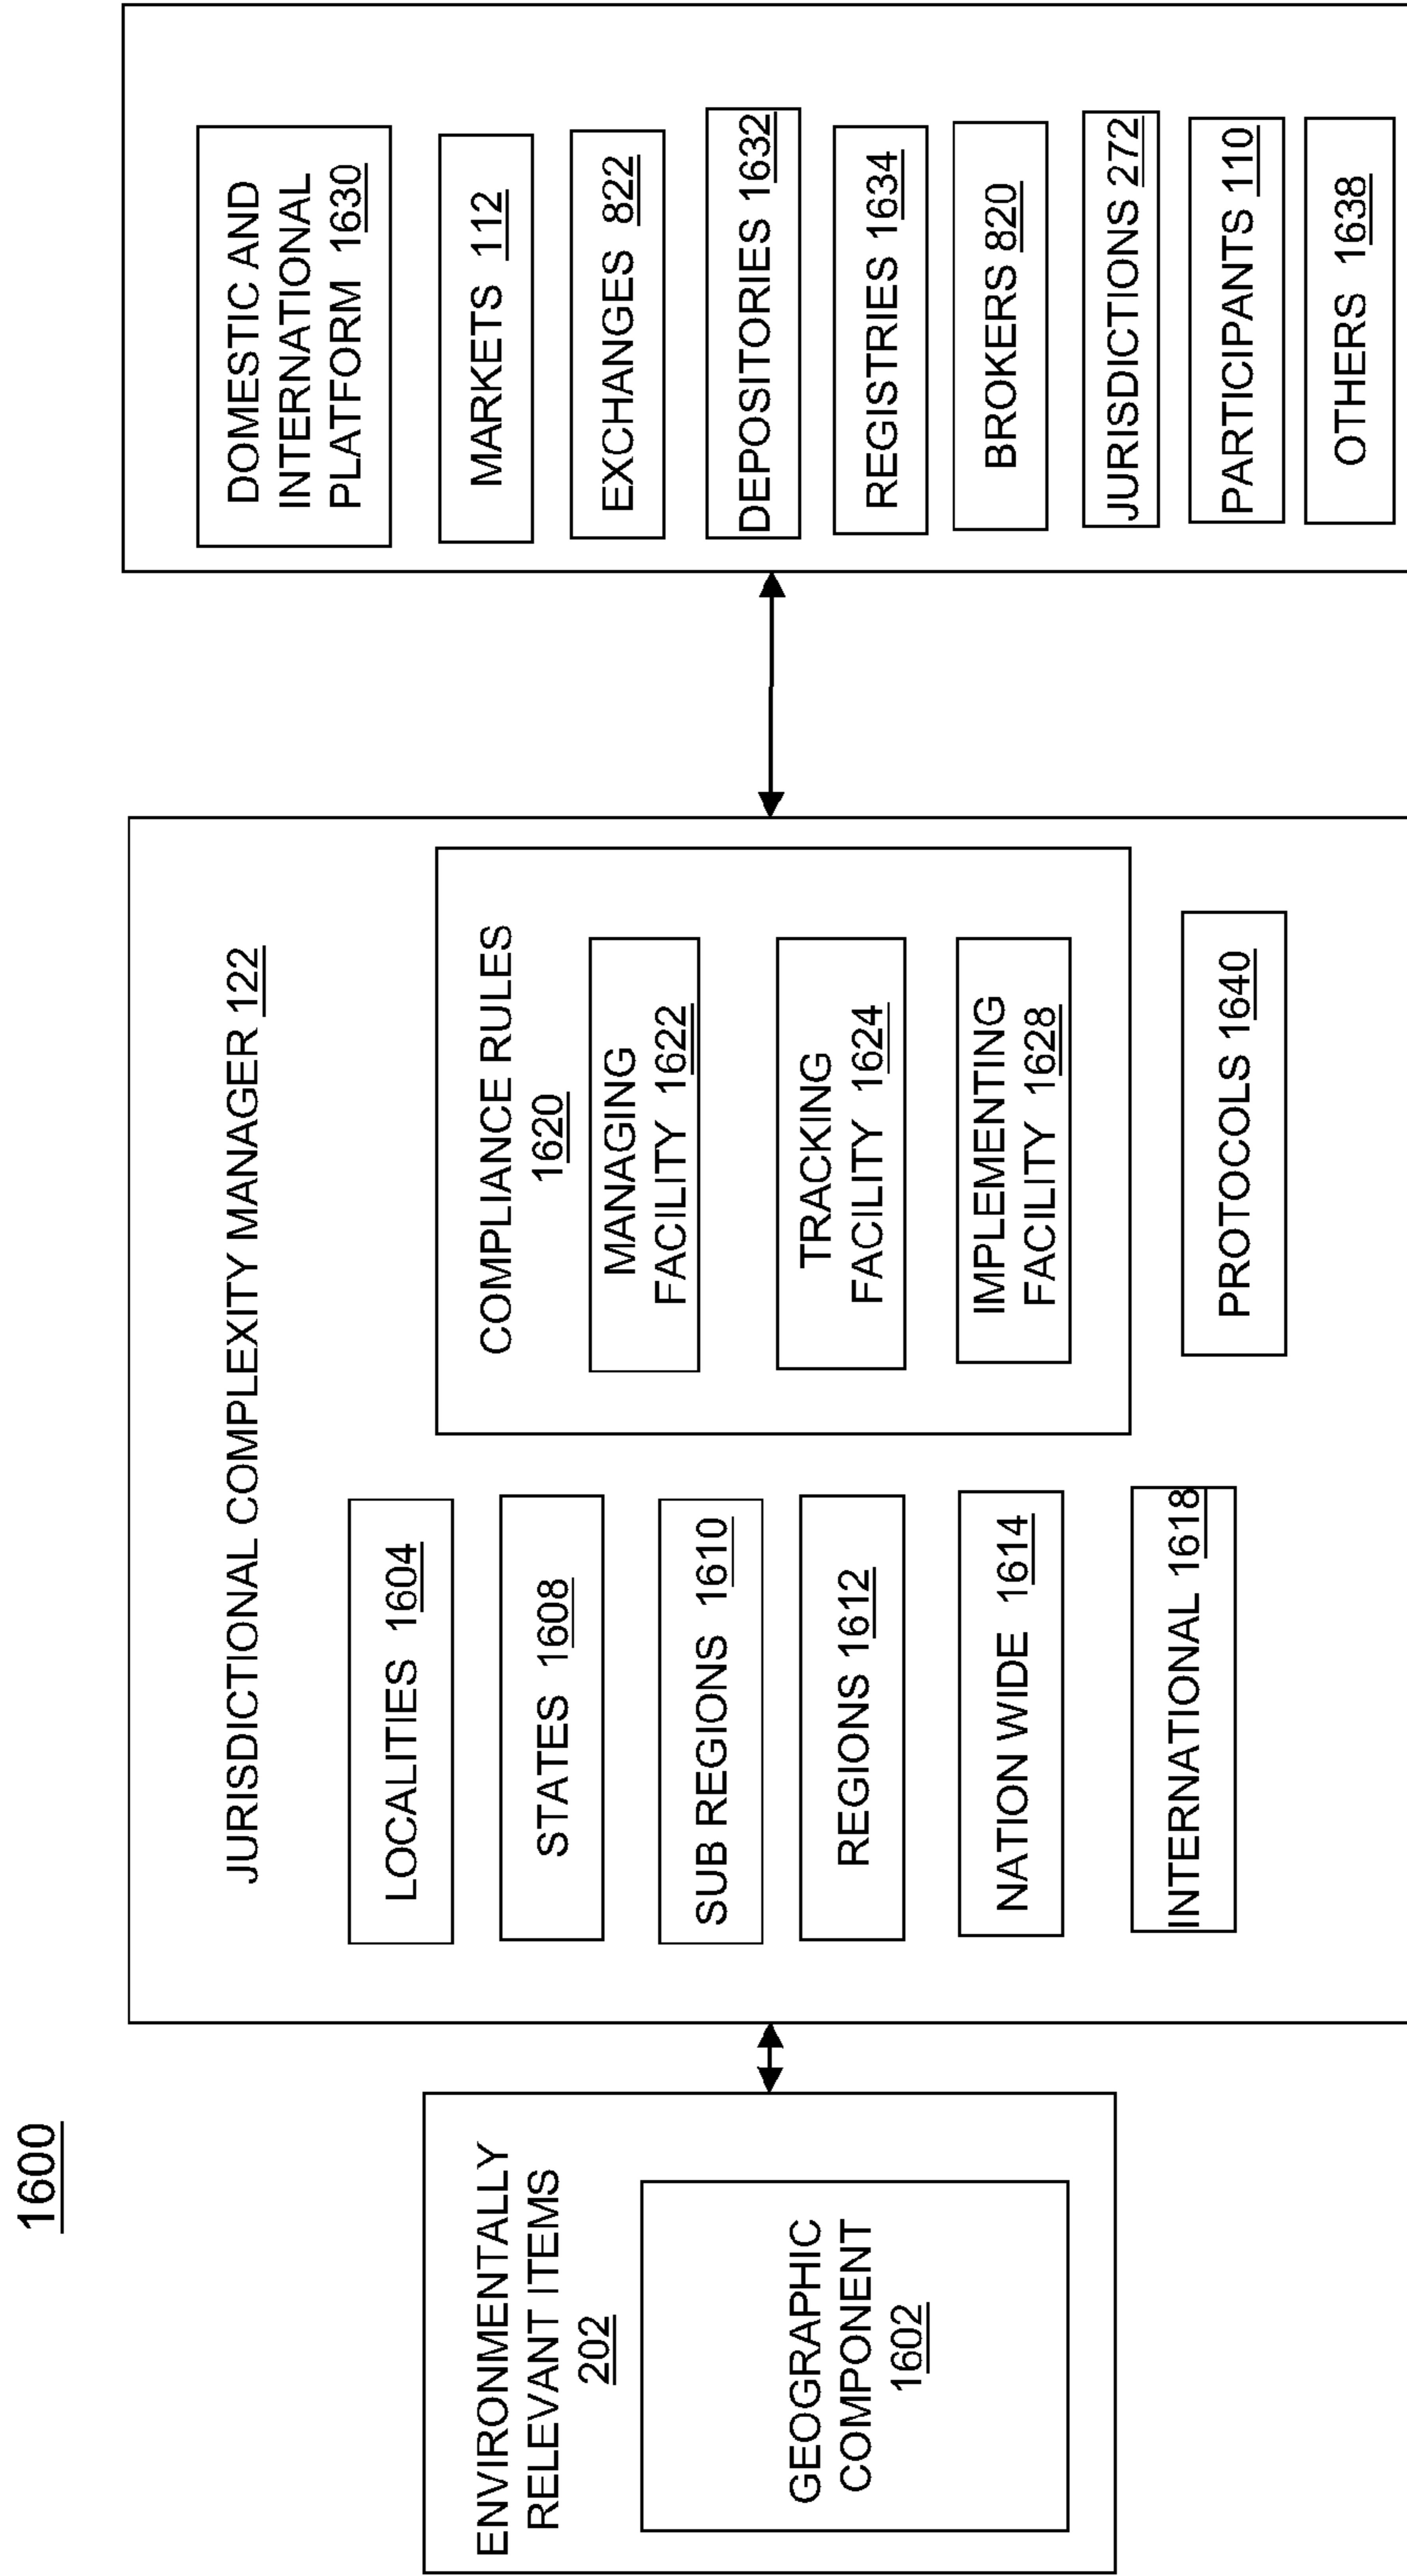 1600
ENVIRONMENTALLY
RELEVANT ITEMS
202
GEOGRAPHIC
COMPONENT
1602
JURISDICTIONAL COMPLEXITY MANAGER 122
LOCALITIES 1604
STATES 1608
SUB REGIONS 1610
REGIONS 1612
NATION WIDE 1614
INTERNATIONAL 1618
COMPLIANCE RULES
1620
MANAGING
FACILITY 1622
TRACKING
FACILITY 1624
IMPLEMENTING
FACILITY 1628
PROTOCOLS 1640
DOMESTIC AND
INTERNATIONAL
PLATFORM 1630
MARKETS 112
EXCHANGES 822
DEPOSITORIES 1632
REGISTRIES 1634
BROKERS 820
JURISDICTIONS 272
PARTICIPANTS 110
OTHERS 1638